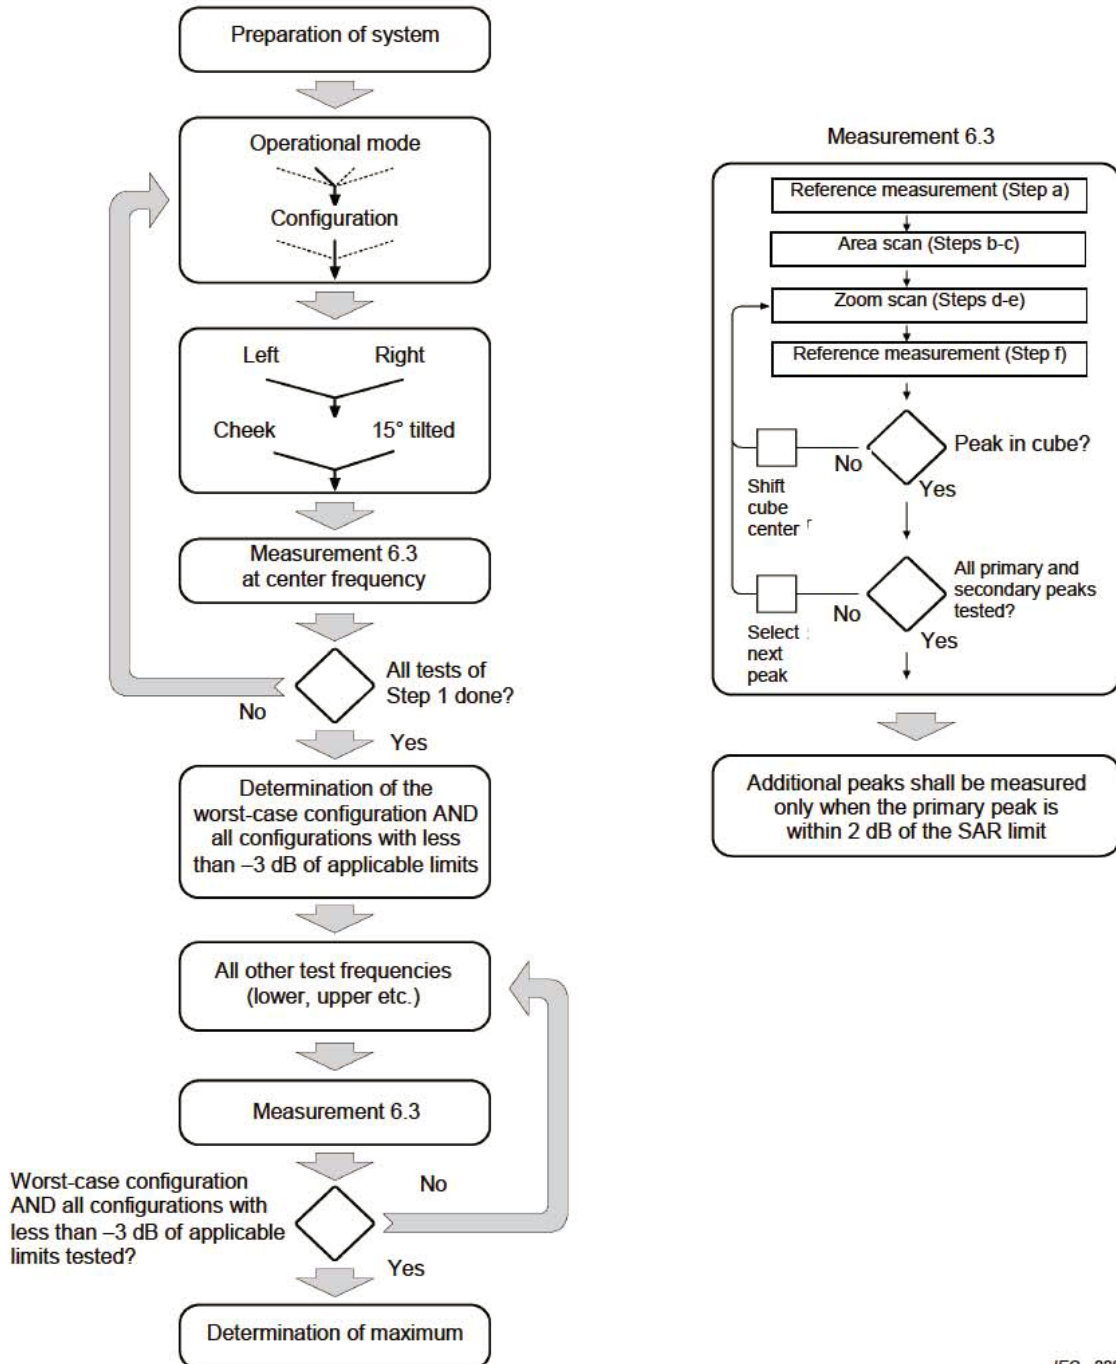 Preparation of system
Operational mode
Configuration
Left Right
Cheek 15° tilted
Measurement 6.3
at center frequency
All tests of
Step 1 done?
No
Yes
Determination of the
worst-case configuration AND
all configurations with less
than –3 dB of applicable limits
All other test frequencies
(lower, upper etc.)
Measurement 6.3
Worst-case configuration
AND all configurations with
less than –3 dB of applicable
limits tested?
No
Yes
Determination of maximum
Measurement 6.3
Reference measurement (Step a)
Area scan (Steps b-c)
Zoom scan (Steps d-e)
Reference measurement (Step f)
Peak in cube?
No
Yes
Shift
cube
center
All primary and
secondary peaks
tested?
No
Yes
Select
next
peak
Additional peaks shall be measured
only when the primary peak is
within 2 dB of the SAR limit